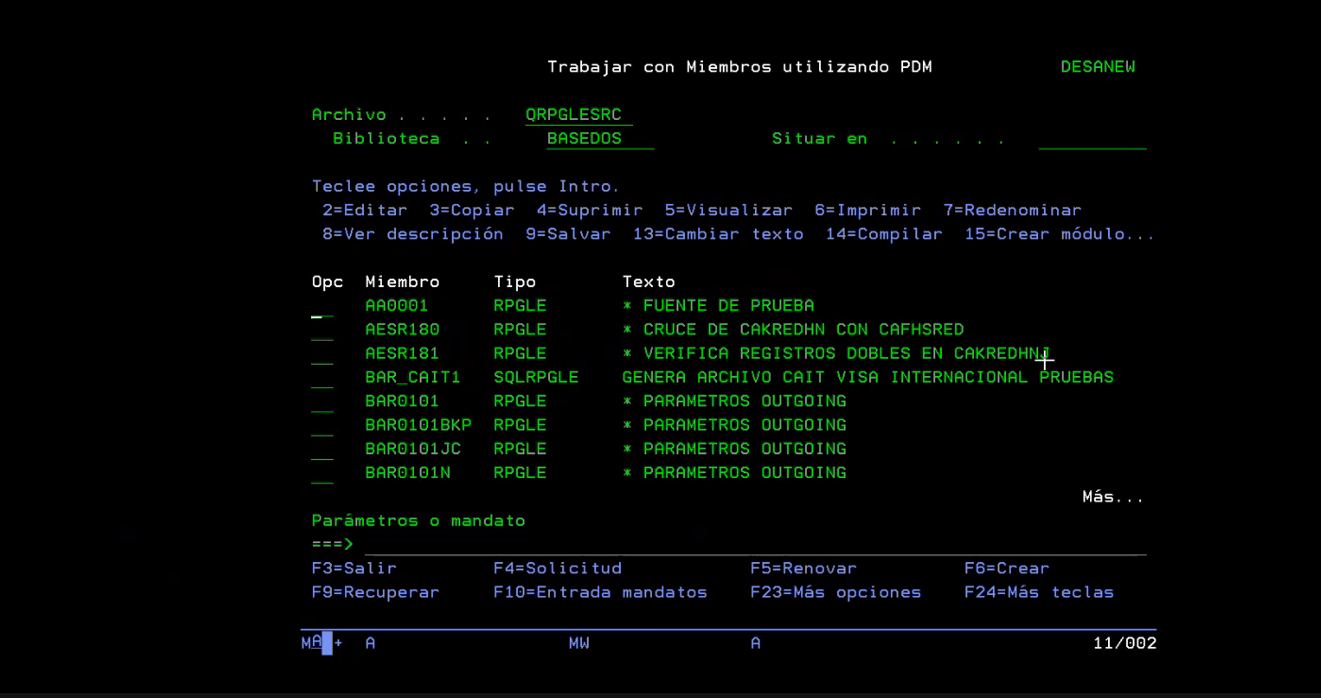 Trabajar con Miembros utilizando PDM DESANEW
Archivo . . . . . QRPGLESRC
Biblioteca . . BASEDOS Situar en . . . . . .
Teclee opciones, pulse Intro.
2=Editar 3=Copiar 4=Suprimir 5=Visualizar 6=Imprimir 7=Redenominar
8=Ver descripción 9=Salvar 13=Cambiar texto 14=Compilar 15=Crear módulo...
Opc Miembro Tipo Texto
AA0001 RPGLE * FUENTE DE PRUEBA
AESR180 RPGLE * CRUCE DE CAKREDHN CON CAFHSRED
AESR181 RPGLE * VERIFICA REGISTROS DOBLES EN
BAR_CAIT1 SQLRPGLE GENERA ARCHIVO CAIT VISA INTERNACIONAL PRUEBAS
BAR0101 RPGLE * PARAMETROS OUTGOING
BAR0101BKP RPGLE * PARAMETROS OUTGOING
BAR0101JC RPGLE * PARAMETROS OUTGOING
BAR0101N RPGLE * PARAMETROS OUTGOING
Más...
Parámetros o mandato
===>
F3=Salir F4=Solicitud F5=Renovar F6=Crear
F9=Recuperar F10=Entrada mandatos F23=Más opciones F24=Más teclas
MA + A MW A 11/002